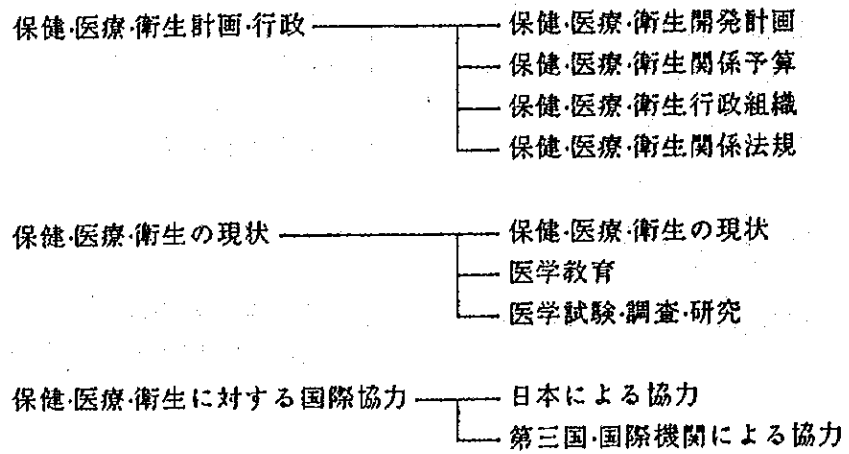 保健·医療·衛生計画·行政 保健·医療·衛生開発計画
保健·医療·衛生関係予算
保健·医療·衛生行政組織
保健·医療·衛生関係法規
保健·医療·衛生の現状 保健·医療·衛生の現状
医学教育
医学試験·調査·研究
保健·医療·衛生に対する国際協力 日本による協力
第三国·国際機関による協力